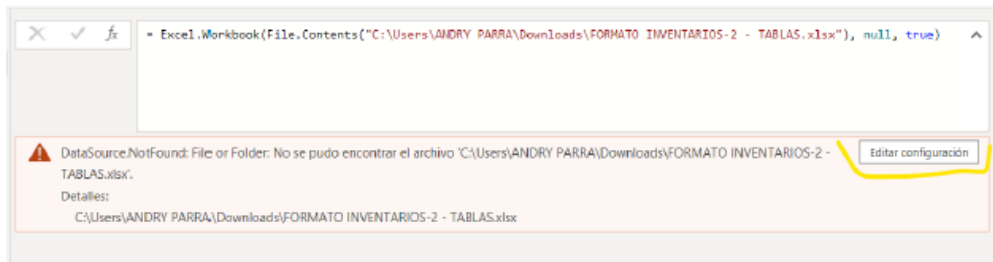 fx
= Excel.Workbook(File.Contents("C:\Users\ANDRY PARRA\Downloads\FORMATO INVENTARIOS-2 - TABLAS.xlsx"), null, true)
DataSource.NotFound: File or Folder: No se pudo encontrar el archivo 'C:\Users\ANDRY PARRA\Downloads\FORMATO INVENTARIOS-2 -
TABLAS.xlsx'.
Editar configuración
Detalles:
C:\Users\ANDRY PARRA\Downloads\FORMATO INVENTARIOS-2 - TABLAS.xlsx